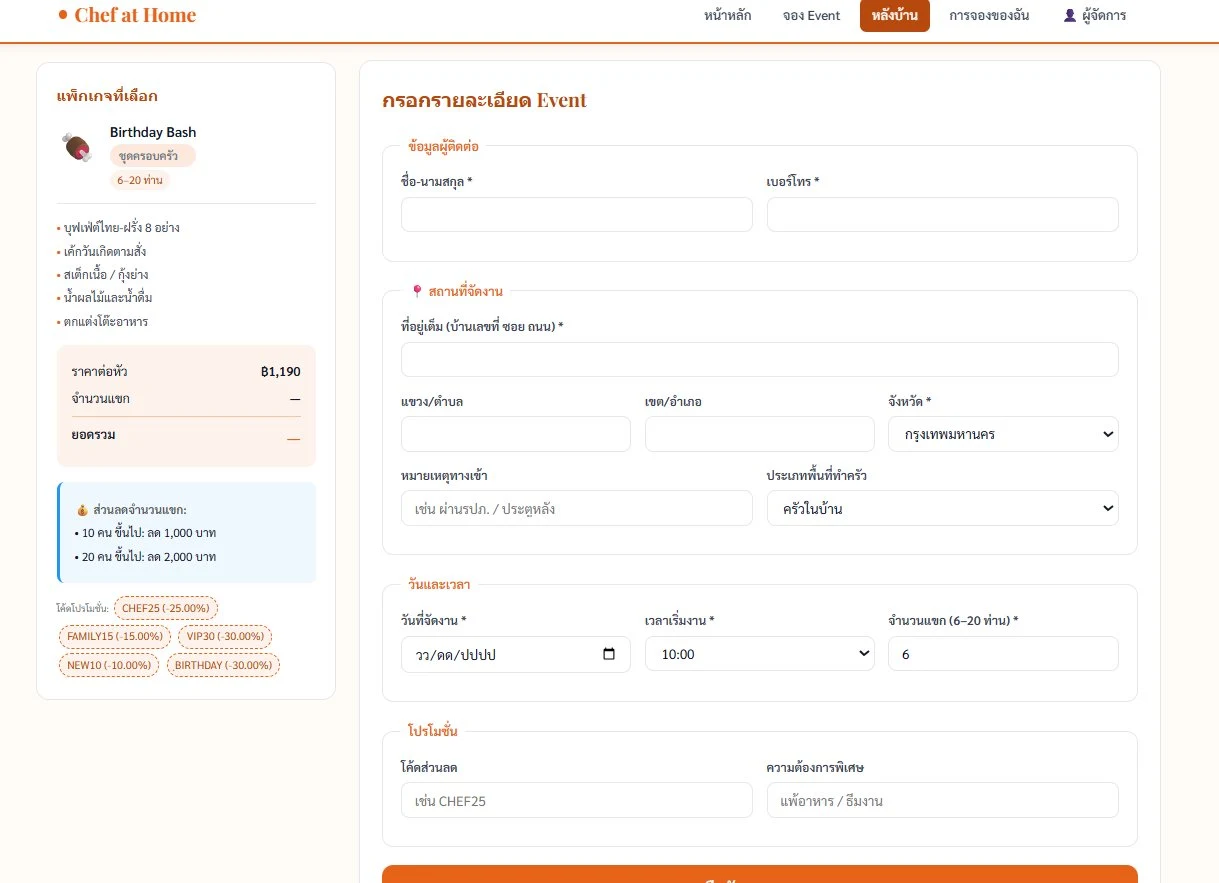 Chef at Home
หน้าหลัก
จอง Event
หลังบ้าน
การจองของฉัน
ผู้จัดการ
แพ็กเกจที่เลือก
Birthday Bash
ชุดครอบครัว
6–20 ท่าน
• บุฟเฟ่ต์ไทย-ฝรั่ง 8 อย่าง
• เค้กวันเกิดตามสั่ง
• สเต็กเนื้อ / กุ้งย่าง
• น้ำผลไม้และน้ำดื่ม
• ตกแต่งโต๊ะอาหาร
ราคาต่อหัว ฿1,190
จำนวนแขก —
ยอดรวม —
💰 ส่วนลดจำนวนแขก:
• 10 คน ขึ้นไป: ลด 1,000 บาท
• 20 คน ขึ้นไป: ลด 2,000 บาท
โค้ดโปรโมชั่น: CHEF25 (-25.00%)
FAMILY15 (-15.00%) VIP30 (-30.00%)
NEW10 (-10.00%) BIRTHDAY (-30.00%)
กรอกรายละเอียด Event
ข้อมูลผู้ติดต่อ
ชื่อ-นามสกุล * เบอร์โทร *
📍 สถานที่จัดงาน
ที่อยู่เต็ม (บ้านเลขที่ ซอย ถนน) *
แขวง/ตำบล เขต/อำเภอ จังหวัด *
กรุงเทพมหานคร
หมายเหตุทางเข้า ประเภทพื้นที่ทำครัว
เช่น ผ่านรปภ. / ประตูหลัง ครัวในบ้าน
วันและเวลา
วันที่จัดงาน * เวลาเริ่มงาน * จำนวนแขก (6–20 ท่าน) *
วว/ดด/ปปปป 10:00 6
โปรโมชั่น
โค้ดส่วนลด ความต้องการพิเศษ
เช่น CHEF25 แพ้อาหาร / ธีมงาน